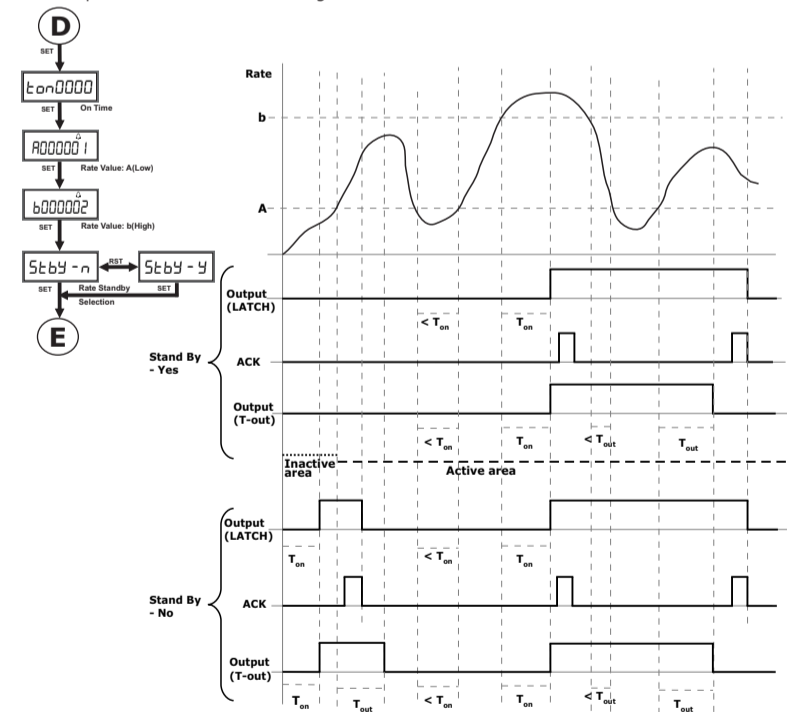 D
SET
ton0000
SET
On Time
A000001
SET
Rate Value: A(Low)
b000002
SET
Rate Value: b(High)
StbY - n
RST
StbY - Y
SET
Rate Standby
Selection
SET
E
Rate
b
A
Stand By
- Yes
Output
(LATCH)
< Ton
Ton
ACK
Output
(T-out)
< Ton
Ton
< Tout
Tout
Inactive
area
Active area
Stand By
- No
Output
(LATCH)
Ton
< Ton
Ton
ACK
Output
(T-out)
Ton
Tout
< Ton
Ton
< Tout
Tout